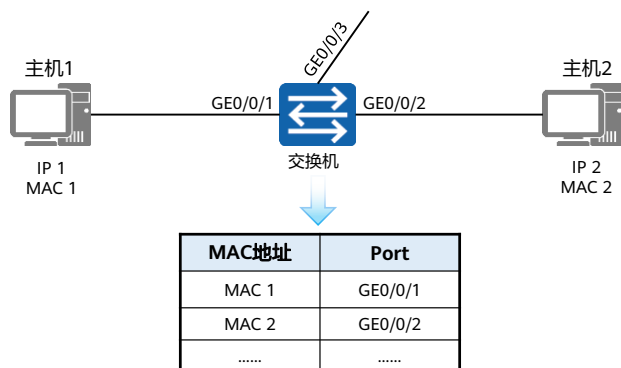 GE0/0/3
主机1
主机2
GE0/0/1
GE0/0/2
交换机
IP 1
MAC 1
IP 2
MAC 2
MAC地址 Port
MAC 1 GE0/0/1
MAC 2 GE0/0/2
...... ......